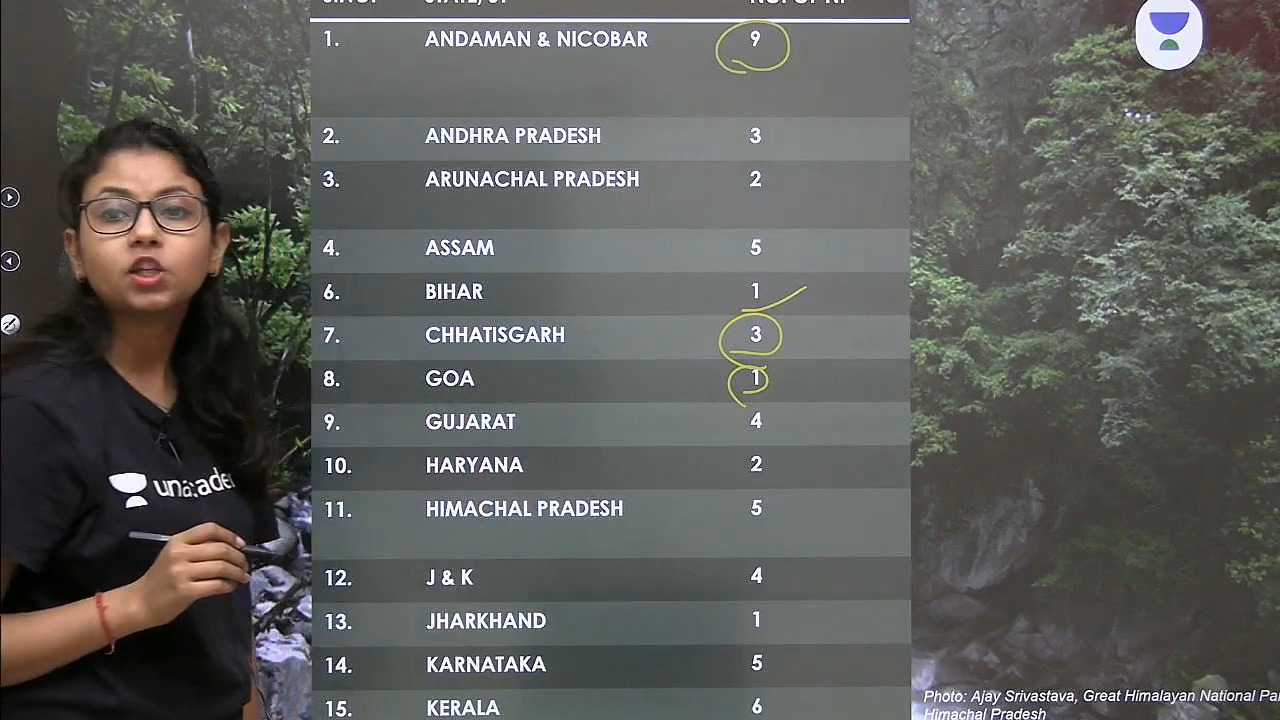 1. ANDAMAN & NICOBAR 9
2. ANDHRA PRADESH 3
3. ARUNACHAL PRADESH 2
4. ASSAM 5
6. BIHAR 1
7. CHHATISGARH 3
8. GOA 1
9. GUJARAT 4
10. HARYANA 2
11. HIMACHAL PRADESH 5
12. J & K 4
13. JHARKHAND 1
14. KARNATAKA 5
15. KERALA 6
Photo: Ajay Srivastava, Great Himalayan National
Himachal Pradesh